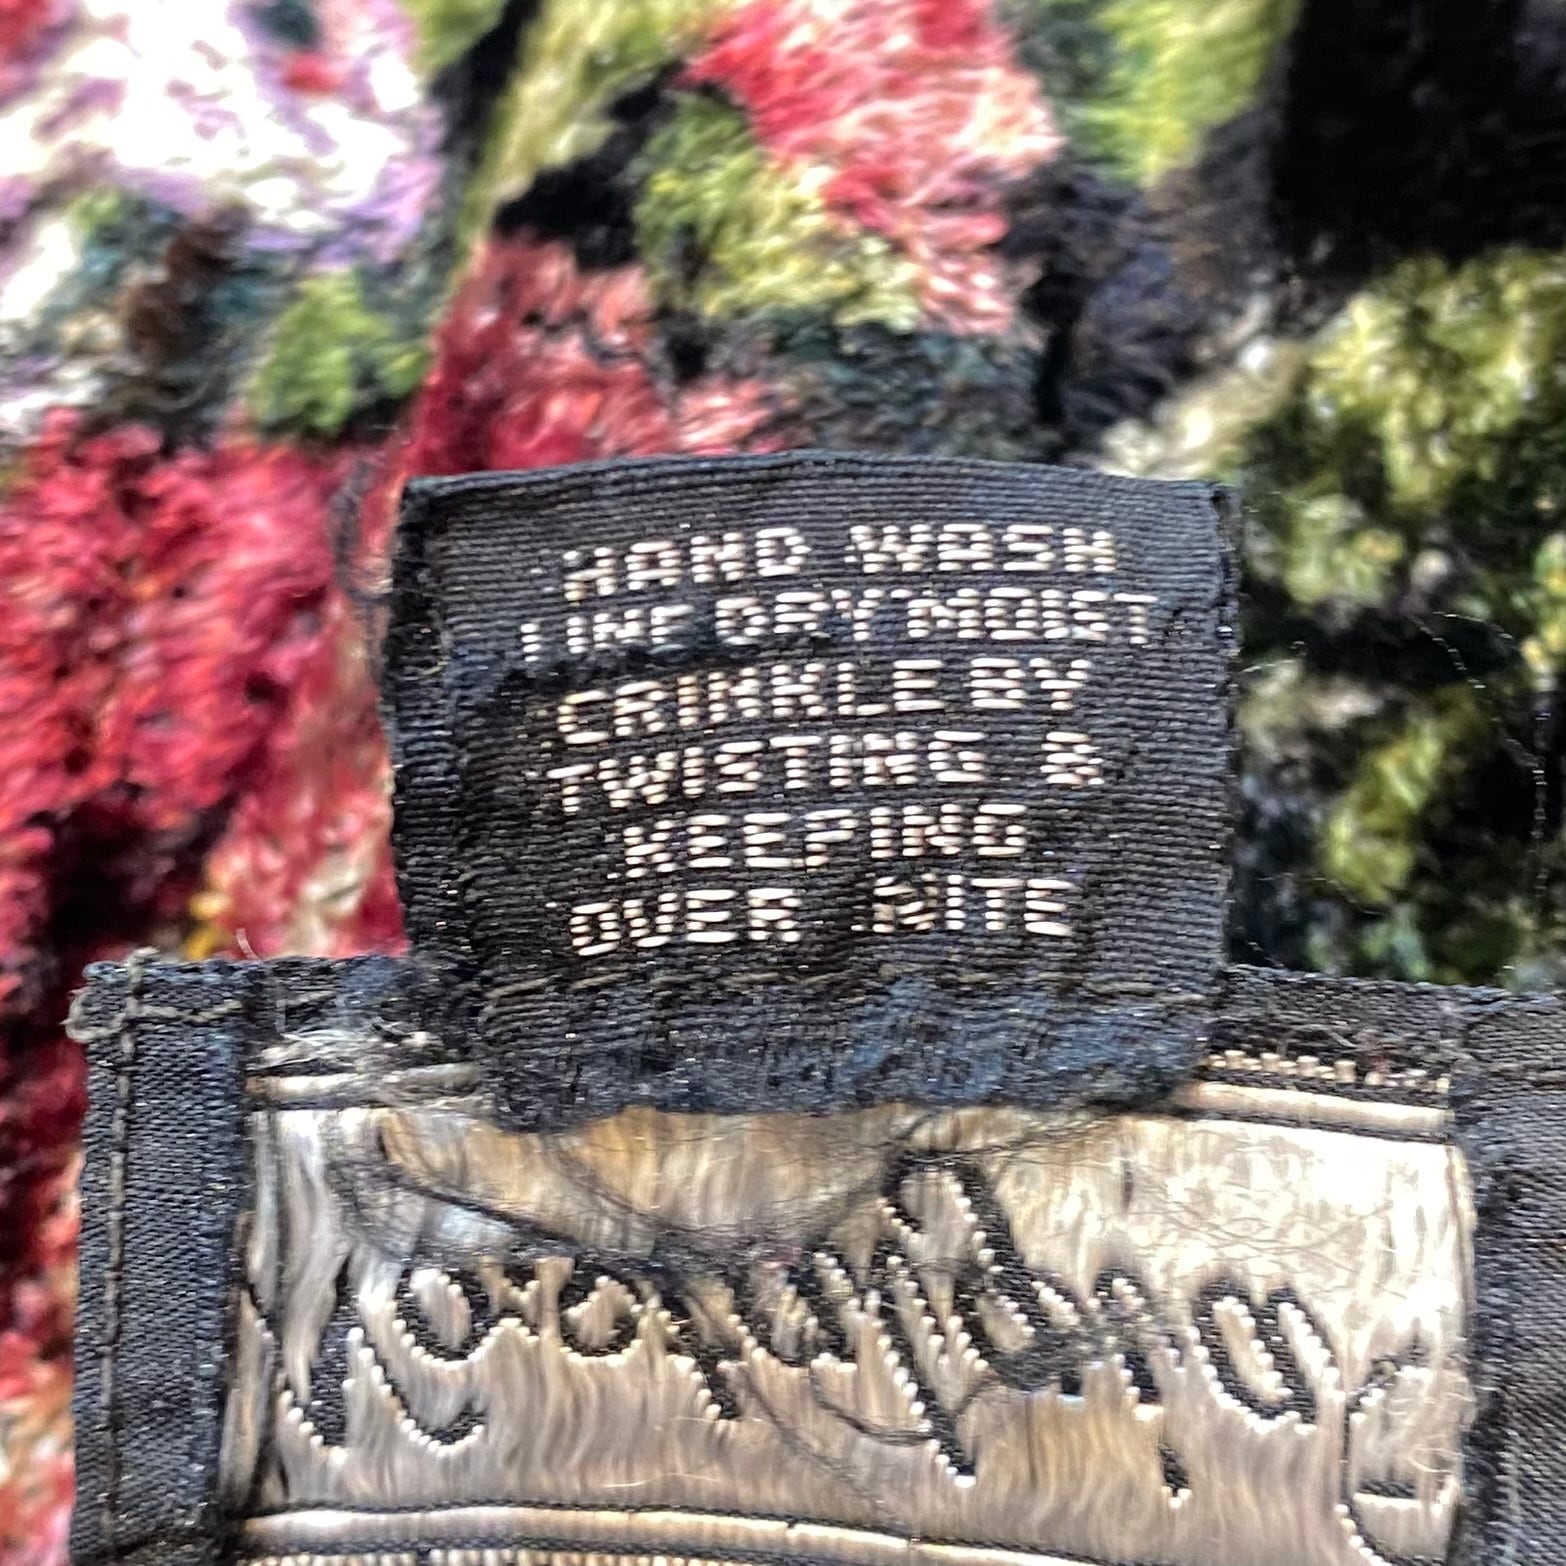 HAND WASH
LINE DRY MOIST
CRINKLE BY
TWISTING &
KEEPING
OVER NITE